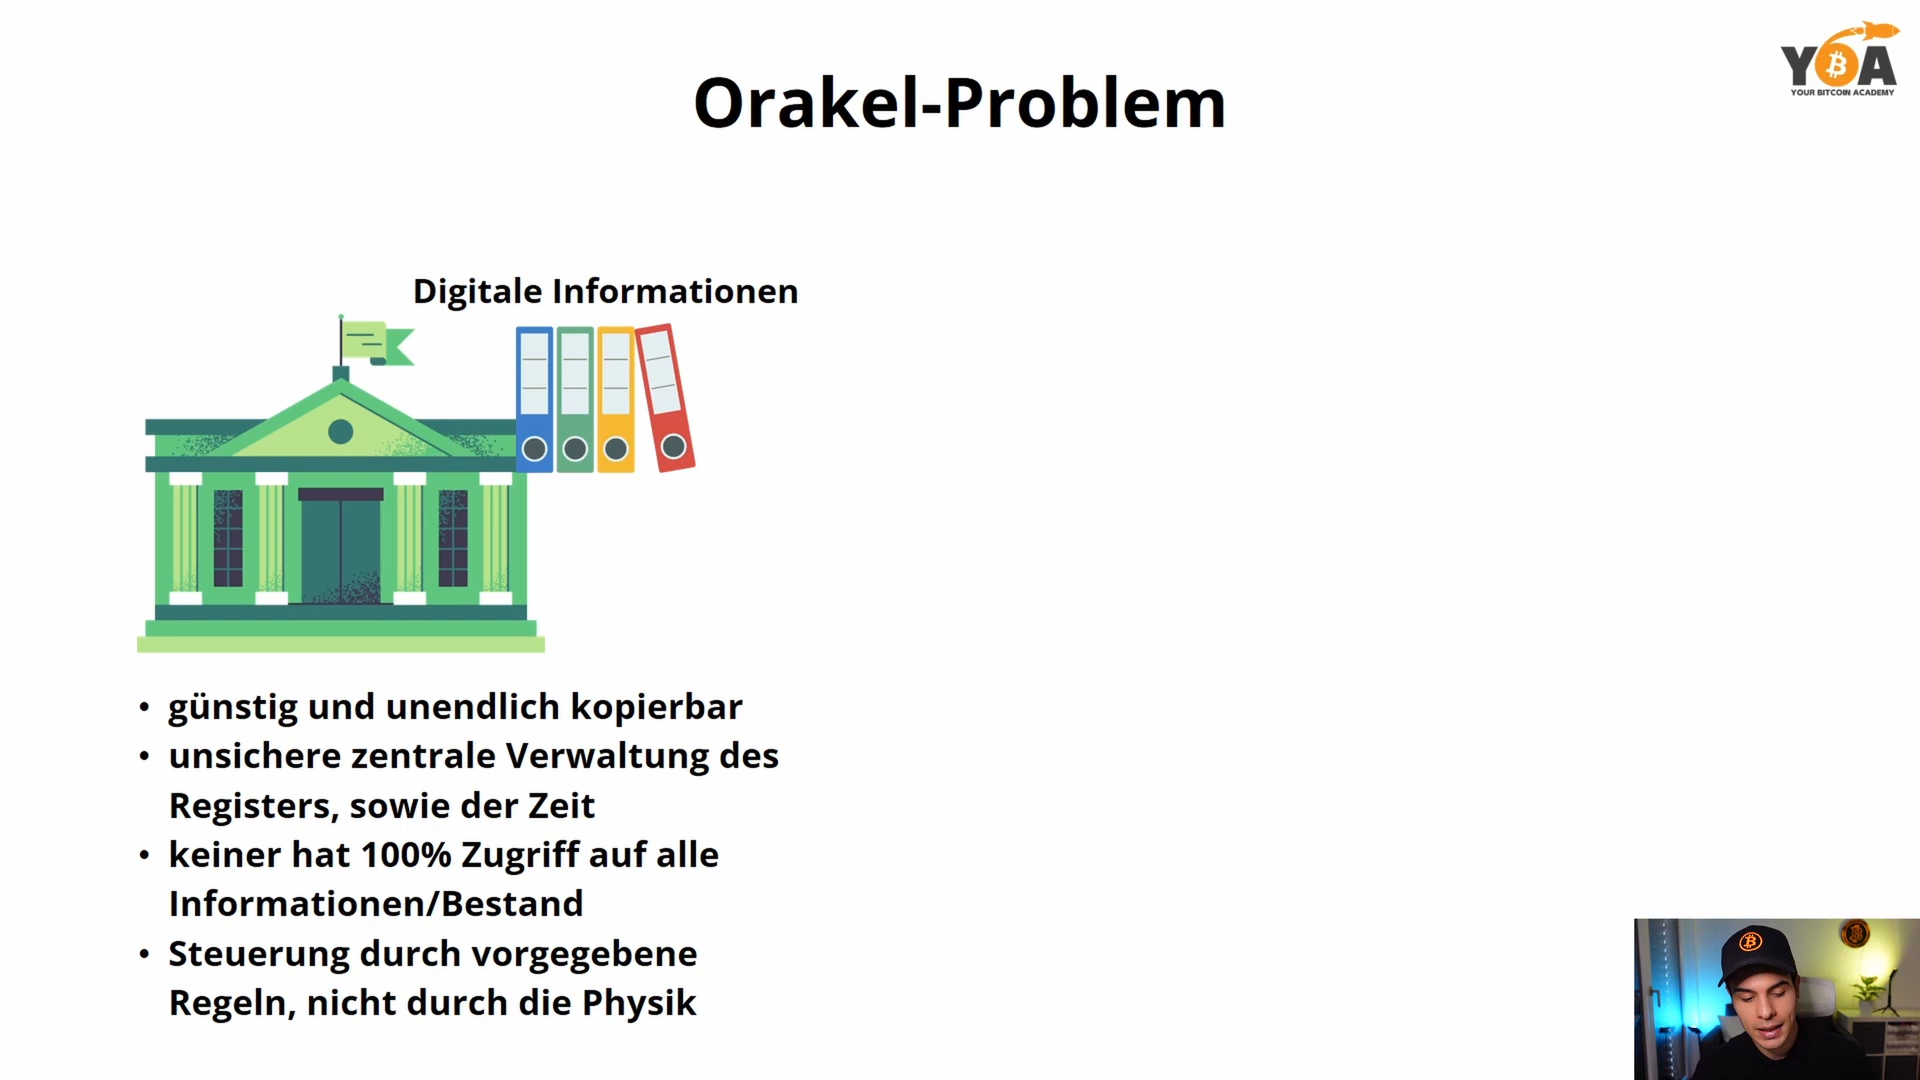 YBA
YOUR BITCOIN ACADEMY
Orakel-Problem
Digitale Informationen
• günstig und unendlich kopierbar
• unsichere zentrale Verwaltung des
Registers, sowie der Zeit
• keiner hat 100% Zugriff auf alle
Informationen/Bestand
• Steuerung durch vorgegebene
Regeln, nicht durch die Physik